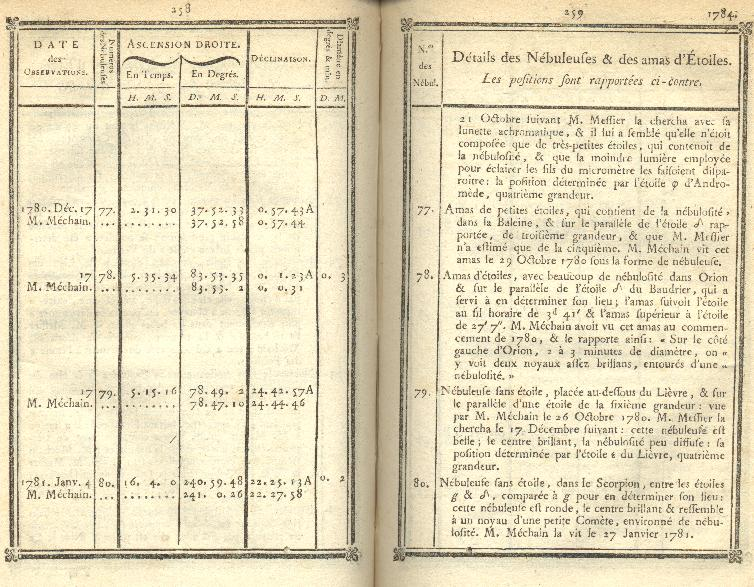 258
DATE
des
OBSERVATIONS.
Numéros
des Nébuleuses
ASCENSION DROITE.
En Temps.
En Degrés.
DÉCLINAISON.
Diamètre en
degrés & min.
H. M. S.
D. M. S.
H. M. S.
D. M.
1780. Déc. 17 77. 2. 31. 30 37. 52. 33 0. 57. 43A
M. Méchain. ... ........ 37. 52. 58 0. 57. 44
17 78. 5. 35. 34 83. 53. 35 0. 1. 23A 0. 3
M. Méchain. ... ........ 83. 53. 2 0. 0. 31
17 79. 5. 15. 16 78. 49. 2 24. 42. 57A
M. Méchain. ... ........ 78. 47. 10 24. 44. 46
1781. Janv. 4 80. 16. 4. 0 240. 59. 48 22. 25. 13A 0. 2
M. Méchain. ... ........ 241. 0. 26 22. 27. 58
259
1784.
N.os
des
Nébul.
Détails des Nébuleuses & des amas d'Étoiles.
Les positions sont rapportées ci-contre.
21 Octobre suivant M. Messier la chercha avec sa
lunette achromatique, & il lui a semblé qu'elle n'étoit
composée que de très-petites étoiles, qui contenoit de
la nébulosité, & que la moindre lumière employée
pour éclairer les fils du micromètre les faisoient dispa-
roitre: la position déterminée par l'étoile φ d'Andro-
mède, quatrième grandeur.
77. Amas de petites étoiles, qui contient de la nébulosité,
dans la Baleine, & sur le parallèle de l'étoile δ rap-
portée, de troisième grandeur, & que M. Messier
n'a estimé que de la cinquième. M. Méchain vit cet
amas le 29 Octobre 1780 sous la forme de nébuleuse.
78. Amas d'étoiles, avec beaucoup de nébulosité dans Orion
& sur le parallèle de l'étoile δ du Baudrier, qui a
servi à en déterminer son lieu; l'amas suivoit l'étoile
au fil horaire de 3d 41′ & l'amas supérieur à l'étoile
de 27′ 7″. M. Méchain avoit vu cet amas au commen-
cement de 1780, & le rapporte ainsi: « Sur le côté
gauche d'Orion, 2 à 3 minutes de diamètre, on «
y voit deux noyaux assez brillans, entourés d'une «
nébulosité. »
79. Nébuleuse sans étoile, placée au-dessous du Lièvre, & sur
le parallèle d'une étoile de la sixième grandeur: vue
par M. Méchain le 26 Octobre 1780. M. Messier la
chercha le 17 Décembre suivant: cette nébuleuse est
belle; le centre brillant, la nébulosité peu diffuse: sa
position déterminée par l'étoile ε du Lièvre, quatrième
grandeur.
80. Nébuleuse sans étoile, dans le Scorpion, entre les étoiles
g & δ, comparée à g pour en déterminer son lieu:
cette nébuleuse est ronde, le centre brillant & ressemble
à un noyau d'une petite Comète, environné de nébu-
losité. M. Méchain la vit le 27 Janvier 1781.